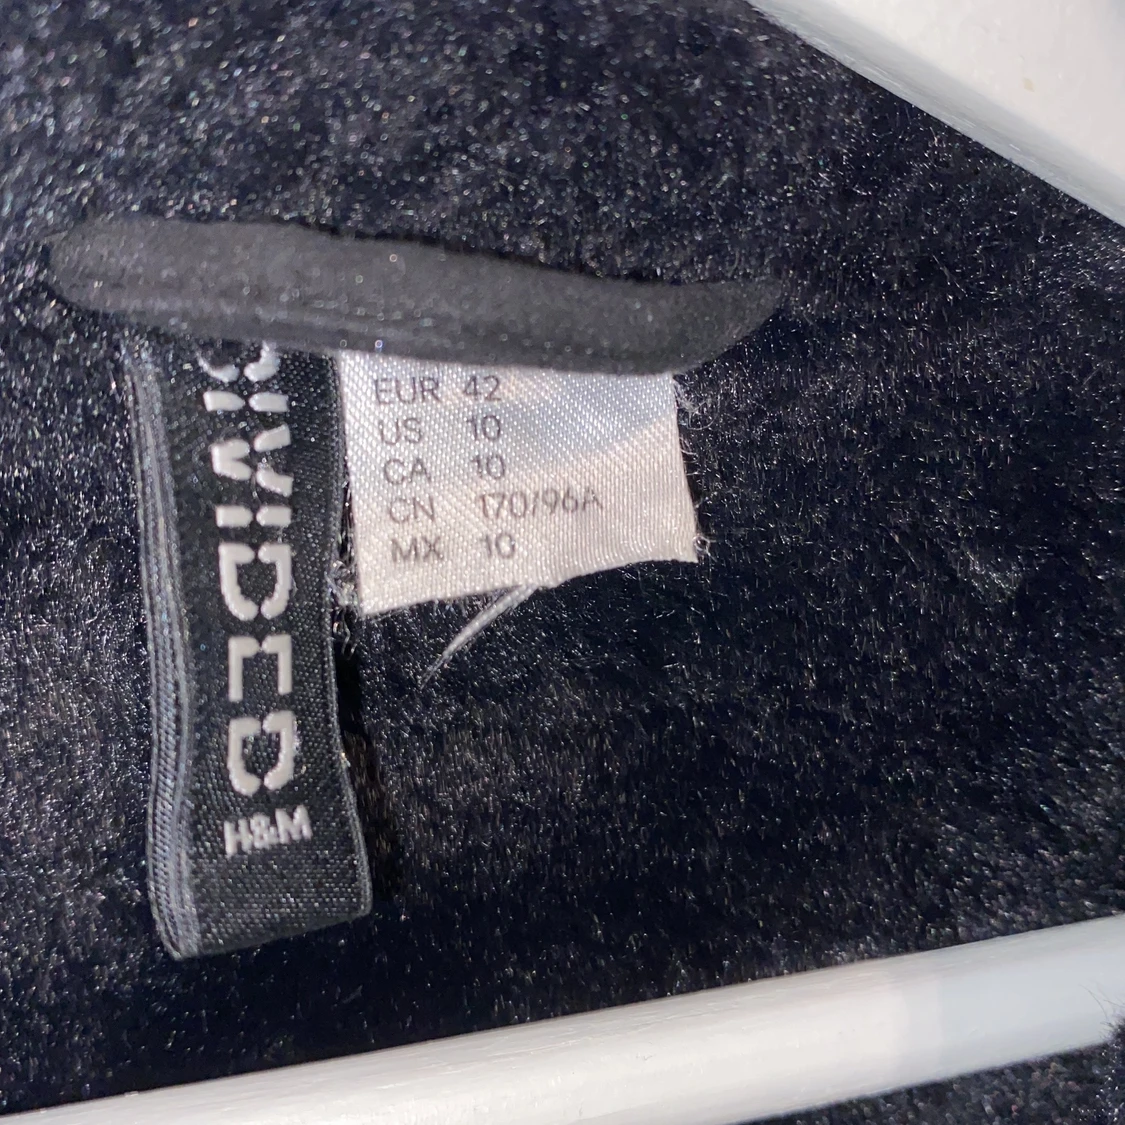 DIVIDED
H&M
EUR 42
US 10
CA 10
CN 170/96A
MX 10